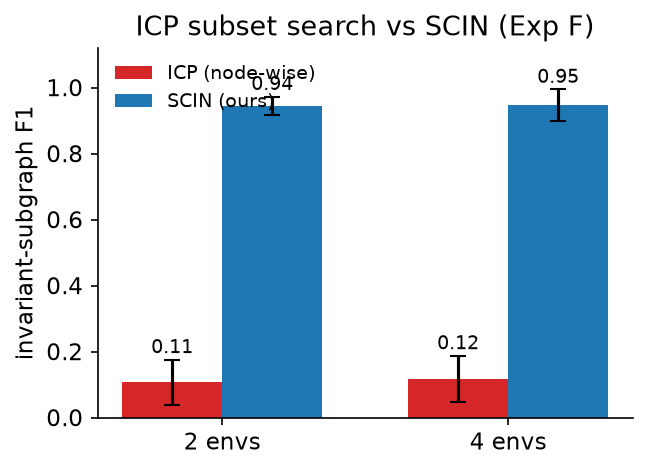 ICP subset search vs SCIN (Exp F)
ICP (node-wise)
SCIN (ours)
invariant-subgraph F1
1.0
0.8
0.6
0.4
0.2
0.0
0.11
0.94
0.12
0.95
2 envs
4 envs